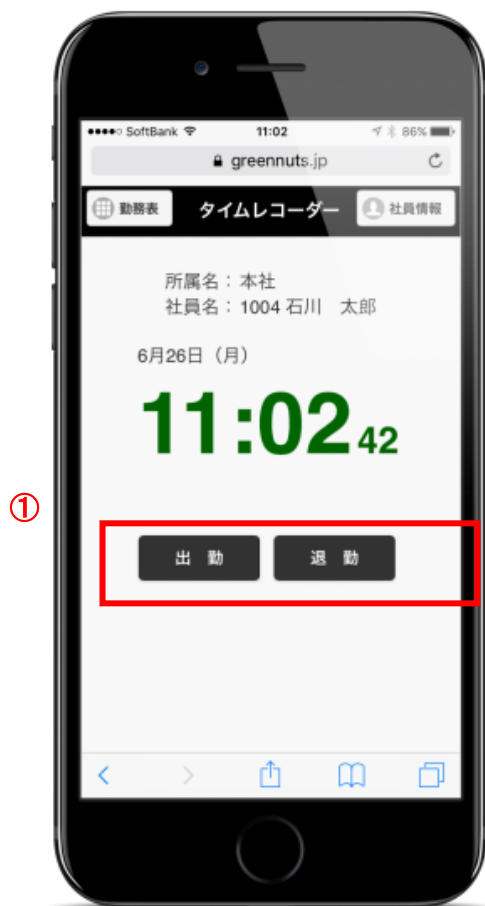 ●●●●○ SoftBank 11:02 86%
greennuts.jp
勤務表 タイムレコーダー 社員情報
所属名：本社
社員名：1004 石川　太郎
6月26日（月）
11:02 42
①
出 勤 退 勤